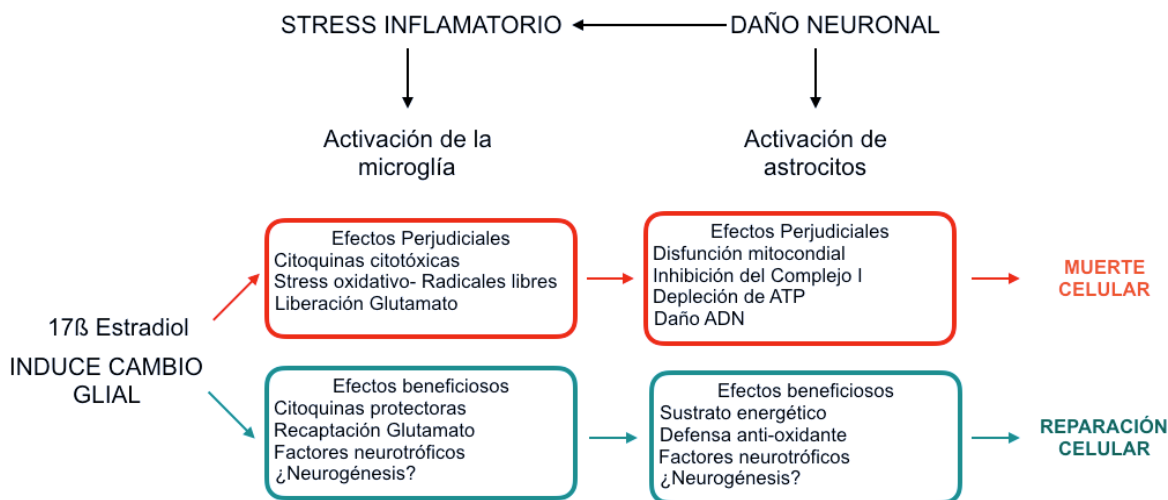 STRESS INFLAMATORIO
DAÑO NEURONAL
Activación de la
microglía
Activación de
astrocitos
Efectos Perjudiciales
Citoquinas citotóxicas
Stress oxidativo- Radicales libres
Liberación Glutamato
Efectos Perjudiciales
Disfunción mitocondial
Inhibición del Complejo I
Depleción de ATP
Daño ADN
MUERTE
CELULAR
17ß Estradiol
INDUCE CAMBIO
GLIAL
Efectos beneficiosos
Citoquinas protectoras
Recaptación Glutamato
Factores neurotróficos
¿Neurogénesis?
Efectos beneficiosos
Sustrato energético
Defensa anti-oxidante
Factores neurotróficos
¿Neurogénesis?
REPARACIÓN
CELULAR